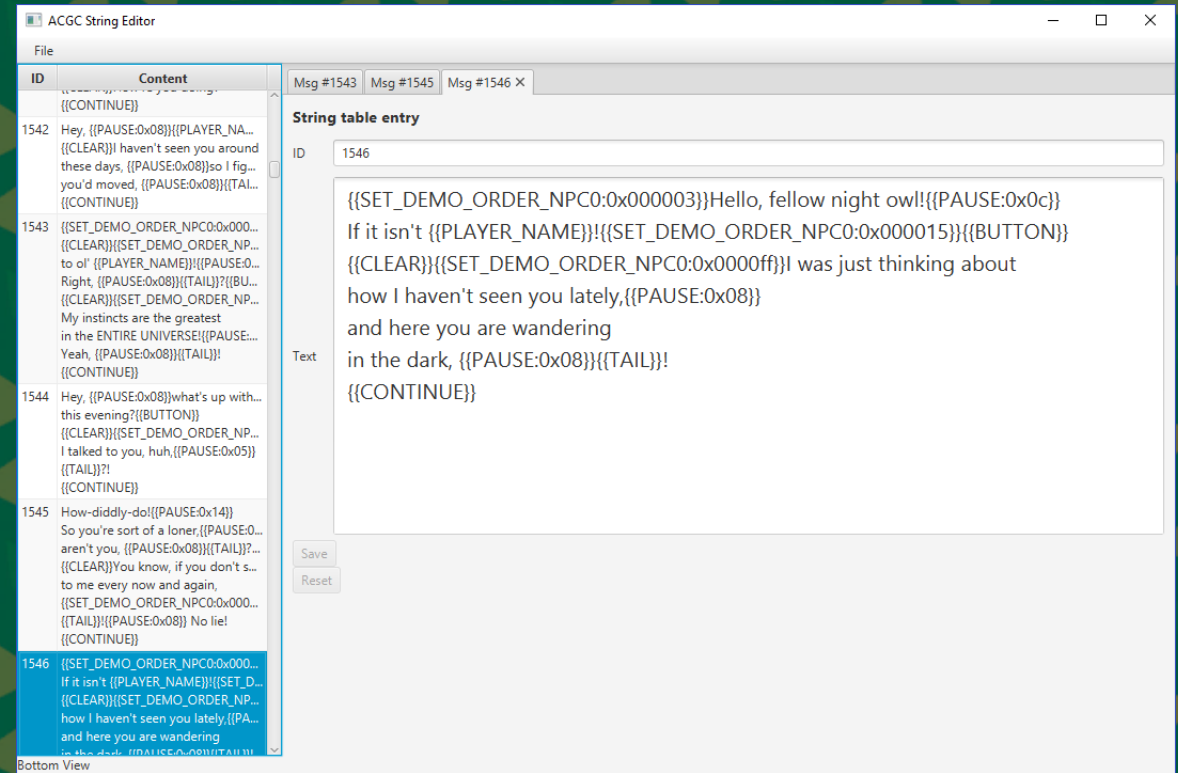 ACGC String Editor
File
ID Content
{{CONTINUE}}
1542 Hey, {{PAUSE:0x08}}{{PLAYER_NA...
{{CLEAR}}I haven't seen you around
these days, {{PAUSE:0x08}}so I fig...
you'd moved, {{PAUSE:0x08}}{{TAI...
{{CONTINUE}}
1543 {{SET_DEMO_ORDER_NPC0:0x000...
{{CLEAR}}{{SET_DEMO_ORDER_NP...
to ol' {{PLAYER_NAME}}!{{PAUSE:0...
Right, {{PAUSE:0x08}}{{TAIL}}?{{BU...
{{CLEAR}}{{SET_DEMO_ORDER_NP...
My instincts are the greatest
in the ENTIRE UNIVERSE!{{PAUSE:...
Yeah, {{PAUSE:0x08}}{{TAIL}}!
{{CONTINUE}}
1544 Hey, {{PAUSE:0x08}}what's up with...
this evening?{{BUTTON}}
{{CLEAR}}{{SET_DEMO_ORDER_NP...
I talked to you, huh,{{PAUSE:0x05}}
{{TAIL}}?!
{{CONTINUE}}
1545 How-diddly-do!{{PAUSE:0x14}}
So you're sort of a loner,{{PAUSE:0...
aren't you, {{PAUSE:0x08}}{{TAIL}}?...
{{CLEAR}}You know, if you don't s...
to me every now and again,
{{SET_DEMO_ORDER_NPC0:0x000...
{{TAIL}}!{{PAUSE:0x08}} No lie!
{{CONTINUE}}
1546 {{SET_DEMO_ORDER_NPC0:0x000...
If it isn't {{PLAYER_NAME}}!{{SET_D...
{{CLEAR}}{{SET_DEMO_ORDER_NP...
how I haven't seen you lately,{{PA...
and here you are wandering
in the dark, {{PAUSE:0x08}}{{TAIL}}!
Msg #1543 Msg #1545 Msg #1546
String table entry
ID 1546
Text
{{SET_DEMO_ORDER_NPC0:0x000003}}Hello, fellow night owl!{{PAUSE:0x0c}}
If it isn't {{PLAYER_NAME}}!{{SET_DEMO_ORDER_NPC0:0x000015}}{{BUTTON}}
{{CLEAR}}{{SET_DEMO_ORDER_NPC0:0x0000ff}}I was just thinking about
how I haven't seen you lately,{{PAUSE:0x08}}
and here you are wandering
in the dark, {{PAUSE:0x08}}{{TAIL}}!
{{CONTINUE}}
Save
Reset
Bottom View